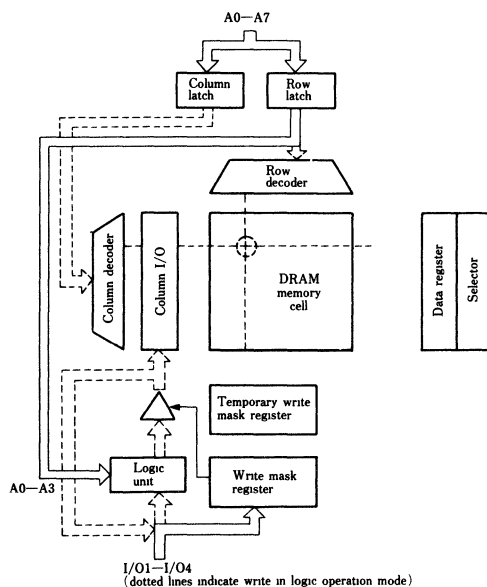 A0—A7
Column
latch
Row
latch
Row
decoder
Column decoder
Column I/O
DRAM
memory
cell
Data register
Selector
Temporary write
mask register
Logic
unit
Write mask
register
A0—A3
I/O1—I/O4
(dotted lines indicate write in logic operation mode)